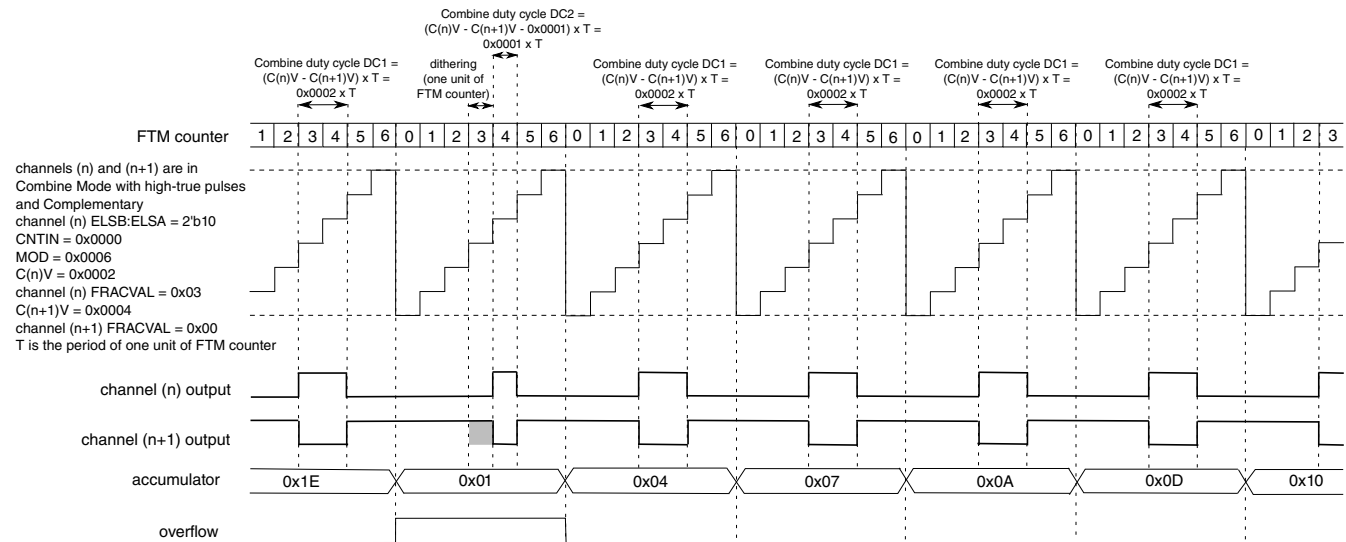 Combine duty cycle DC2 =
(C(n)V - C(n+1)V - 0x0001) x T =
0x0001 x T
Combine duty cycle DC1 =
(C(n)V - C(n+1)V) x T =
0x0002 x T
dithering
(one unit of
FTM counter)
Combine duty cycle DC1 =
(C(n)V - C(n+1)V) x T =
0x0002 x T
Combine duty cycle DC1 =
(C(n)V - C(n+1)V) x T =
0x0002 x T
Combine duty cycle DC1 =
(C(n)V - C(n+1)V) x T =
0x0002 x T
Combine duty cycle DC1 =
(C(n)V - C(n+1)V) x T =
0x0002 x T
FTM counter 1 2 3 4 5 6 0 1 2 3 4 5 6 0 1 2 3 4 5 6 0 1 2 3 4 5 6 0 1 2 3 4 5 6 0 1 2 3 4 5 6 0 1 2 3
channels (n) and (n+1) are in
Combine Mode with high-true pulses
and Complementary
channel (n) ELSB:ELSA = 2'b10
CNTIN = 0x0000
MOD = 0x0006
C(n)V = 0x0002
channel (n) FRACVAL = 0x03
C(n+1)V = 0x0004
channel (n+1) FRACVAL = 0x00
T is the period of one unit of FTM counter
channel (n) output
channel (n+1) output
accumulator 0x1E 0x01 0x04 0x07 0x0A 0x0D 0x10
overflow